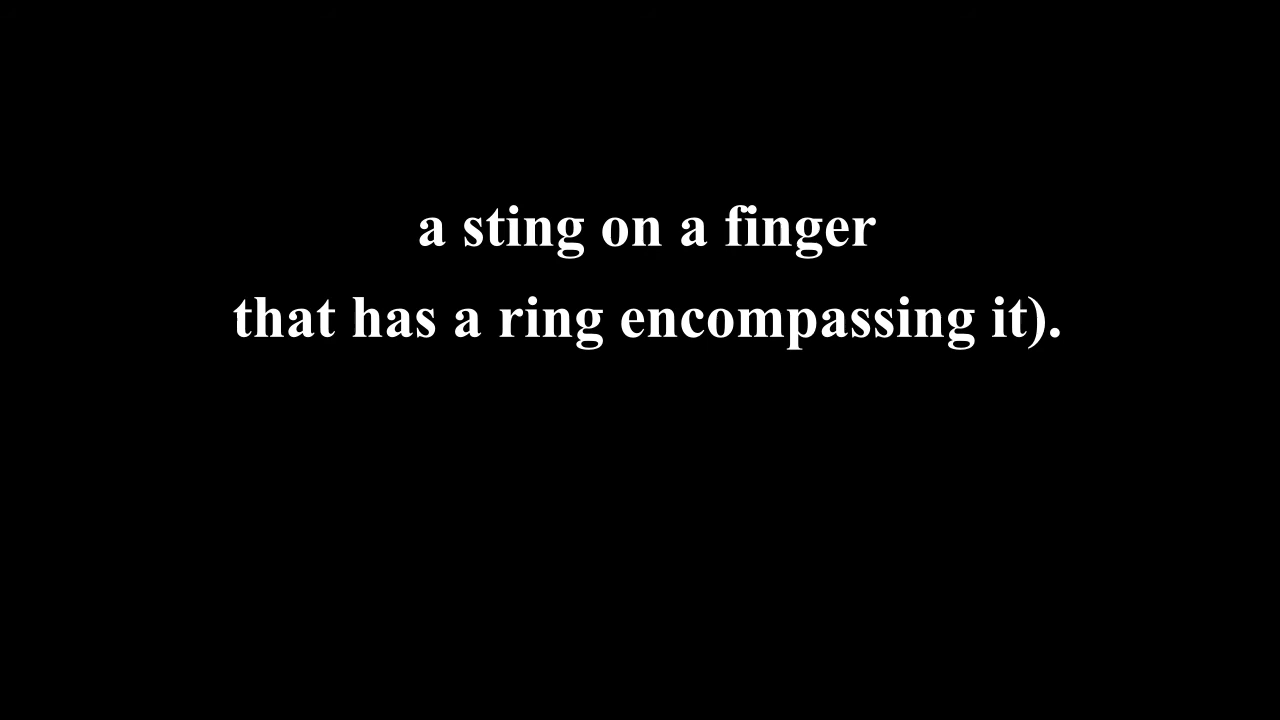 a sting on a finger
that has a ring encompassing it).